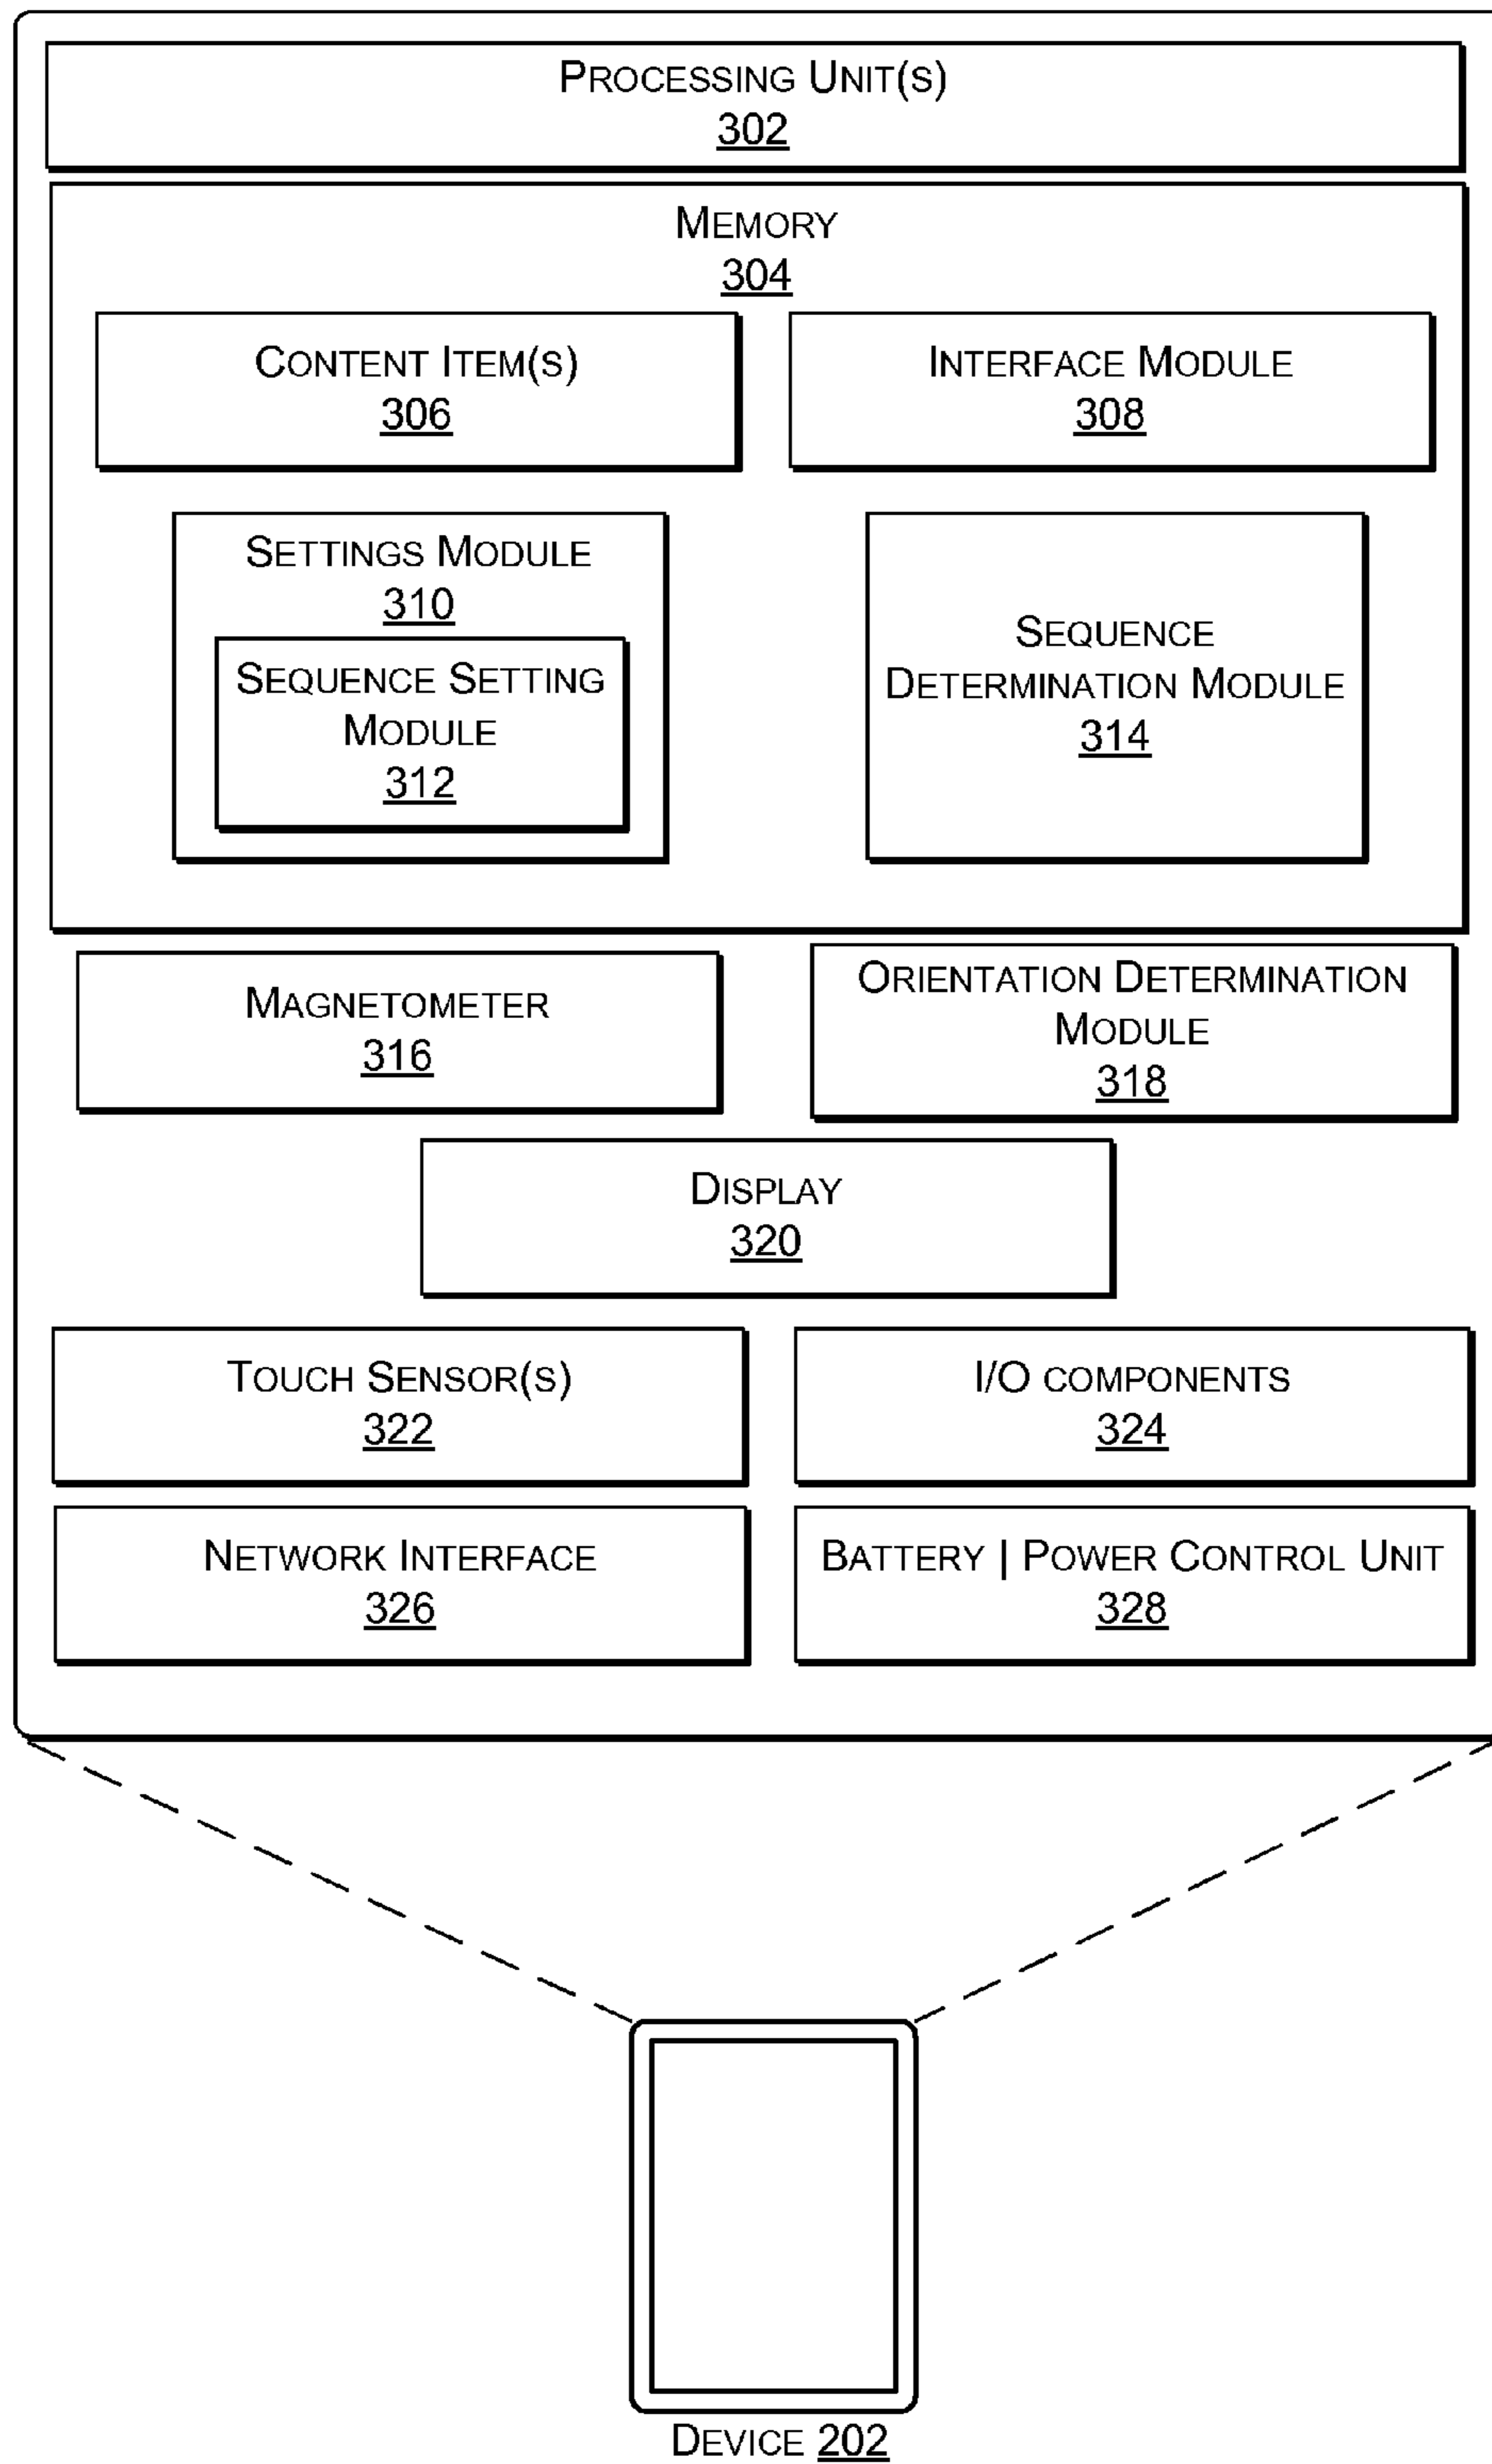 PROCESSING UNIT(S)
302
MEMORY
304
CONTENT ITEM(S)
306
INTERFACE MODULE
308
SETTINGS MODULE
310
SEQUENCE SETTING
MODULE
312
SEQUENCE
DETERMINATION MODULE
314
MAGNETOMETER
316
ORIENTATION DETERMINATION
MODULE
318
DISPLAY
320
TOUCH SENSOR(S)
322
I/O COMPONENTS
324
NETWORK INTERFACE
326
BATTERY | POWER CONTROL UNIT
328
DEVICE 202